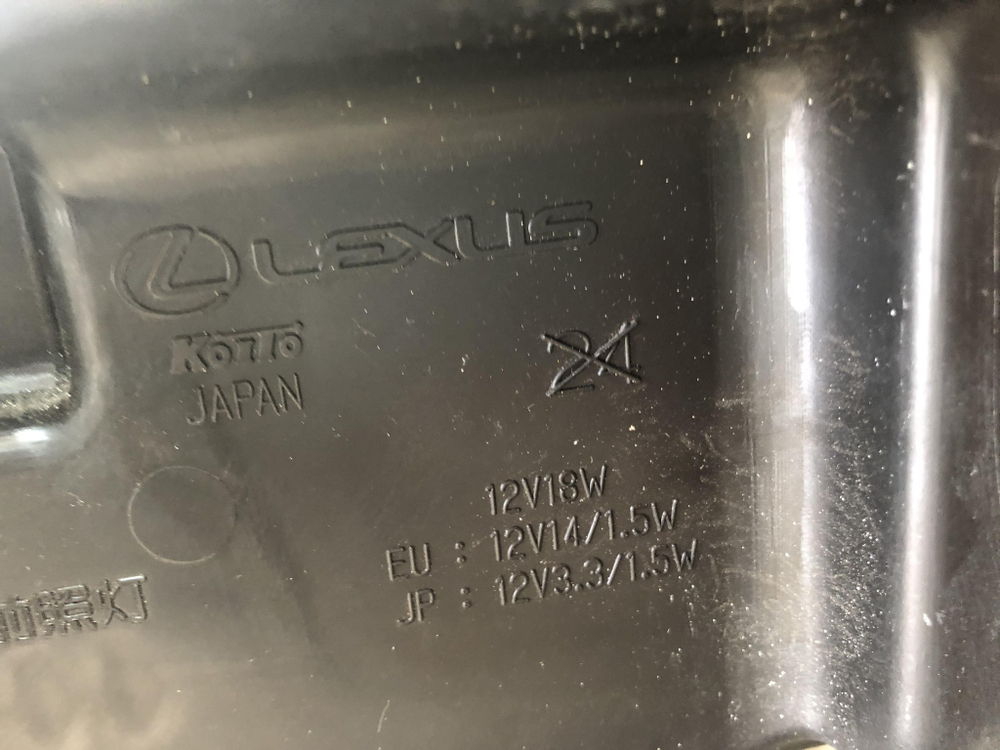 LEXUS
KOITO
JAPAN
24
12V18W
EU : 12V14/1.5W
JP : 12V3.3/1.5W
照灯